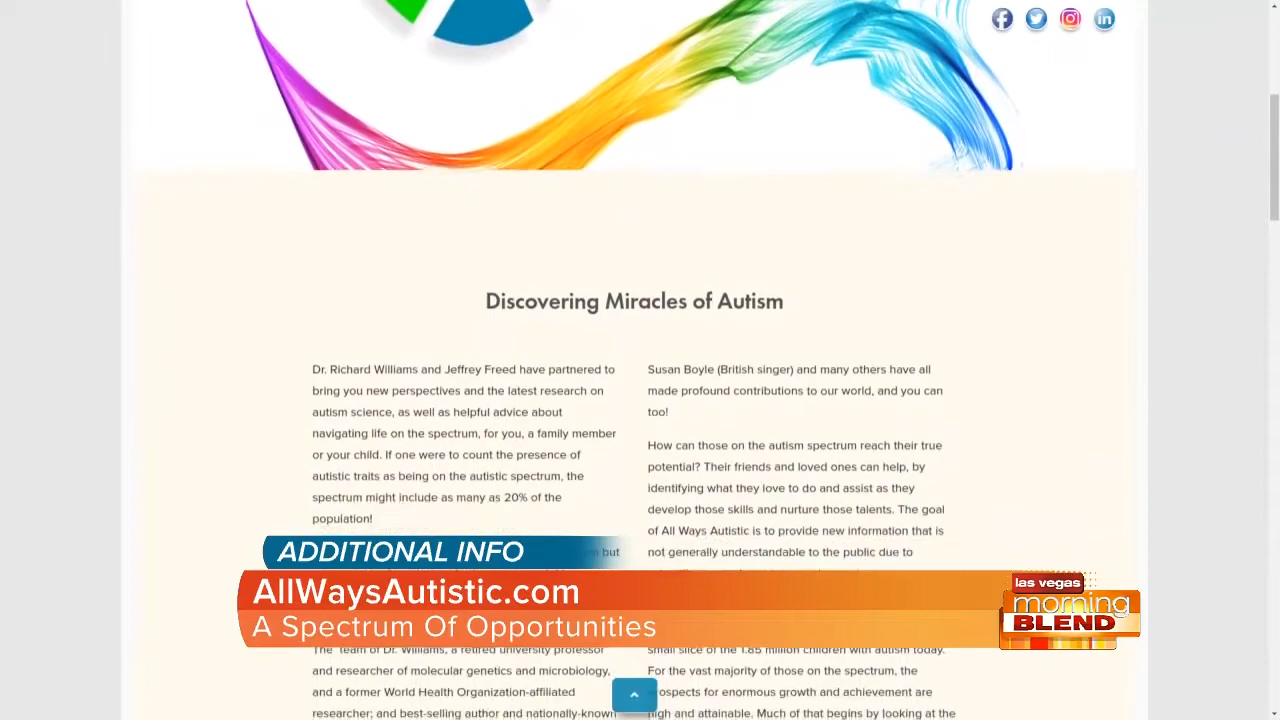 Discovering Miracles of Autism
Dr. Richard Williams and Jeffrey Freed have partnered to
bring you new perspectives and the latest research on
autism science, as well as helpful advice about
navigating life on the spectrum, for you, a family member
or your child. If one were to count the presence of
autistic traits as being on the autistic spectrum, the
spectrum might include as many as 20% of the
population!
but
The team of Dr. Williams, a retired university professor
and researcher of molecular genetics and microbiology,
and a former World Health Organization-affiliated
researcher; and best-selling author and nationally-known
Susan Boyle (British singer) and many others have all
made profound contributions to our world, and you can
too!
How can those on the autism spectrum reach their true
potential? Their friends and loved ones can help, by
identifying what they love to do and assist as they
develop those skills and nurture those talents. The goal
of All Ways Autistic is to provide new information that is
not generally understandable to the public due to
small slice of the 1.85 million children with autism today.
For the vast majority of those on the spectrum, the
prospects for enormous growth and achievement are
high and attainable. Much of that begins by looking at the
ADDITIONAL INFO
AllWaysAutistic.com
A Spectrum Of Opportunities
las vegas
morning
BLEND